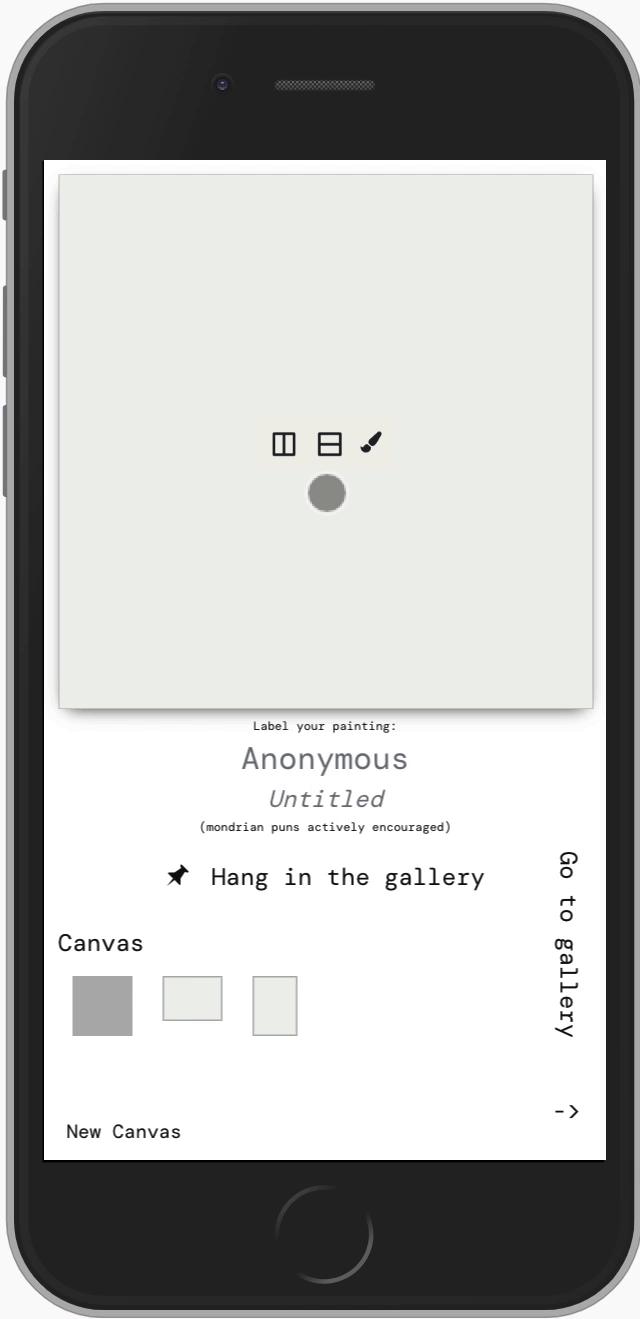 Label your painting:
Anonymous
Untitled
(mondrian puns actively encouraged)
Hang in the gallery
Go to gallery
->
Canvas
New Canvas